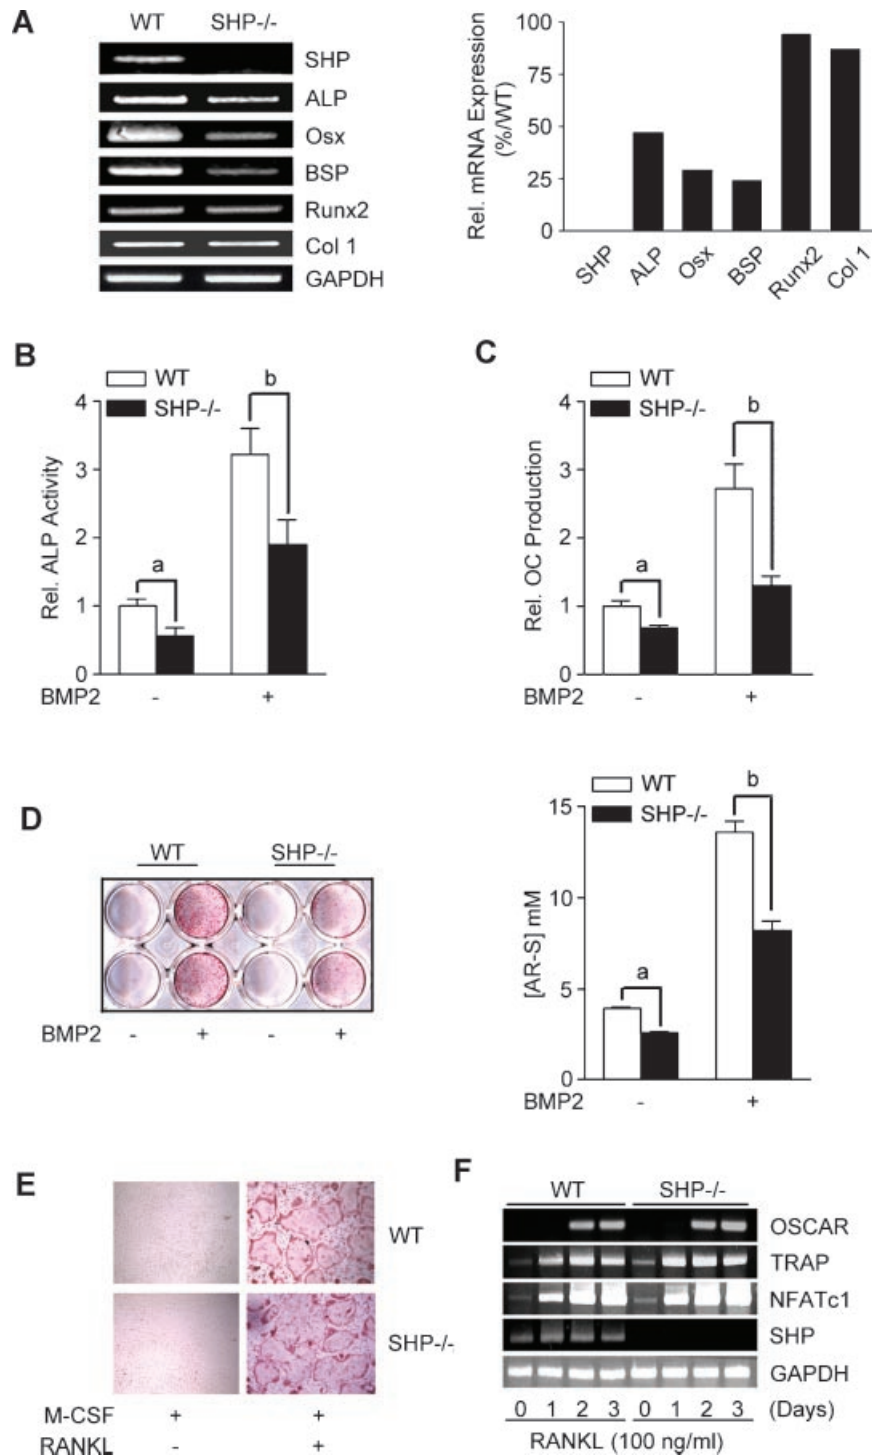 A
WT SHP-/-
SHP
ALP
Osx
BSP
Runx2
Col 1
GAPDH
Rel. mRNA Expression
(%/WT)
100
75
50
25
0
SHP ALP Osx BSP Runx2 Col 1
B
WT
SHP-/-
Rel. ALP Activity
4
3
2
1
0
a
b
BMP2 - +
C
WT
SHP-/-
Rel. OC Production
4
3
2
1
0
a
b
BMP2 - +
D
WT SHP-/-
BMP2 - + - +
WT
SHP-/-
[AR-S] mM
15
10
5
0
a
b
BMP2 - +
E
WT
SHP-/-
M-CSF + +
RANKL - +
F
WT SHP-/-
OSCAR
TRAP
NFATc1
SHP
GAPDH
0 1 2 3 0 1 2 3 (Days)
RANKL (100 ng/ml)